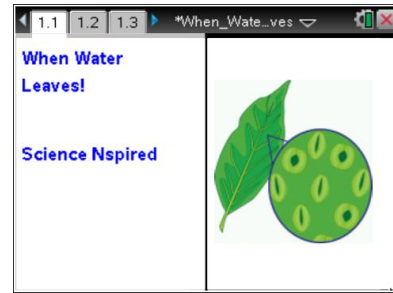 1.1 1.2 1.3 *When_Wate...ves
When Water
Leaves!
Science Nspired